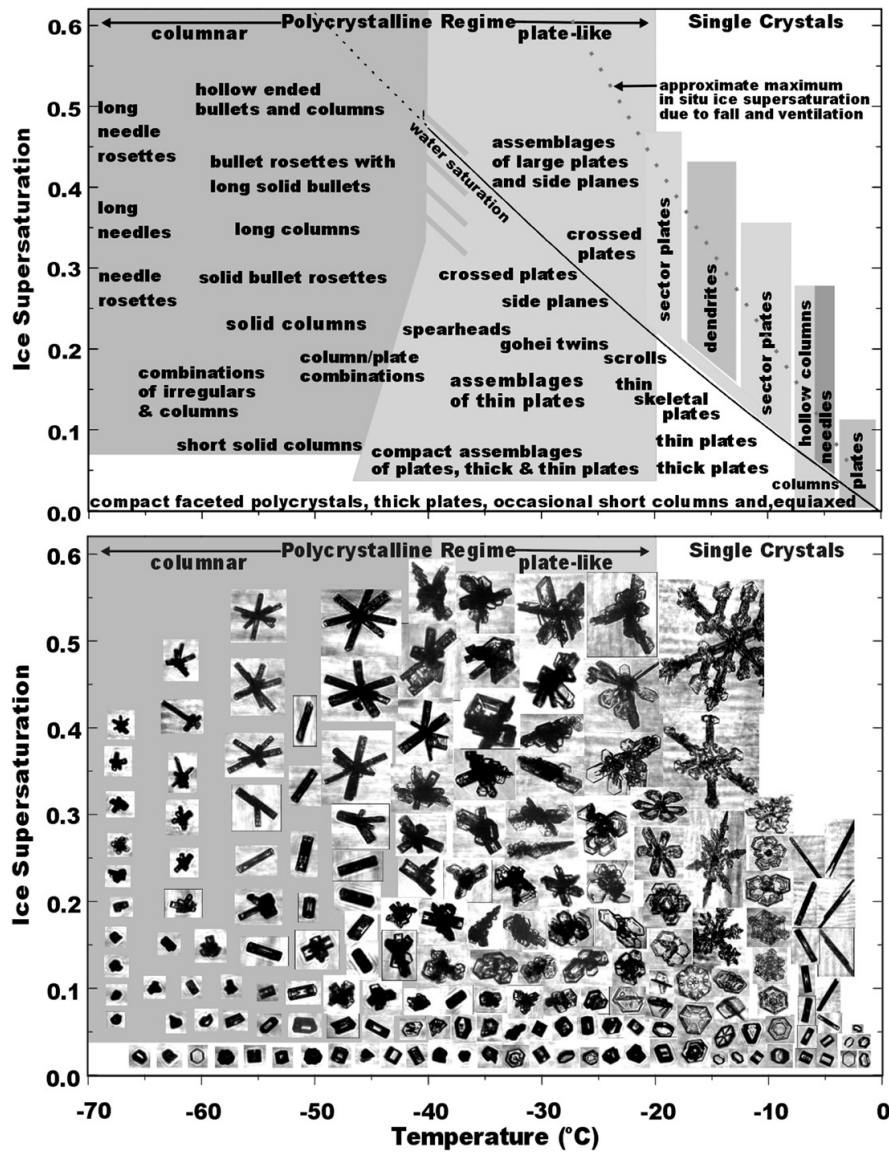 Polycrystalline Regime
Single Crystals
columnar
plate-like
hollow ended
bullets and columns
long
needle
rosettes
bullet rosettes with
long solid bullets
long
needles
long columns
needle
rosettes
solid bullet rosettes
solid columns
combinations
of irregulars
& columns
column/plate
combinations
short solid columns
water saturation
assemblages
of large plates
and side planes
approximate maximum
in situ ice supersaturation
due to fall and ventilation
crossed
plates
crossed plates
side planes
spearheads
gohei twins
scrolls
assemblages
of thin plates
thin
skeletal
plates
compact assemblages
of plates, thick & thin plates
thin plates
thick plates
sector plates
dendrites
sector plates
hollow columns
needles
plates
columns
compact faceted polycrystals, thick plates, occasional short columns and, equiaxed
Ice Supersaturation
0.6
0.5
0.4
0.3
0.2
0.1
0.0
Polycrystalline Regime
Single Crystals
columnar
plate-like
Ice Supersaturation
0.6
0.5
0.4
0.3
0.2
0.1
0.0
-70 -60 -50 -40 -30 -20 -10 0
Temperature (°C)